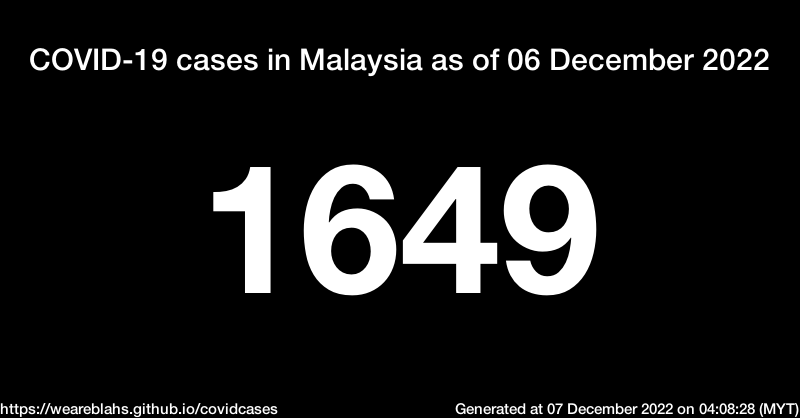 COVID-19 cases in Malaysia as of 06 December 2022
1649
https://weareblahs.github.io/covidcases
Generated at 07 December 2022 on 04:08:28 (MYT)